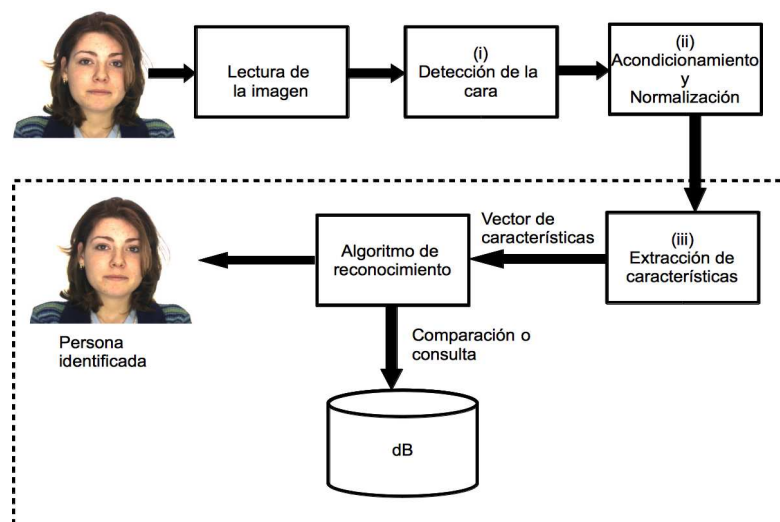 Lectura de
la imagen
(i)
Detección de la
cara
(ii)
Acondicionamiento
y
Normalización
(iii)
Extracción de
características
Vector de
características
Algoritmo de
reconocimiento
Persona
identificada
Comparación o
consulta
dB